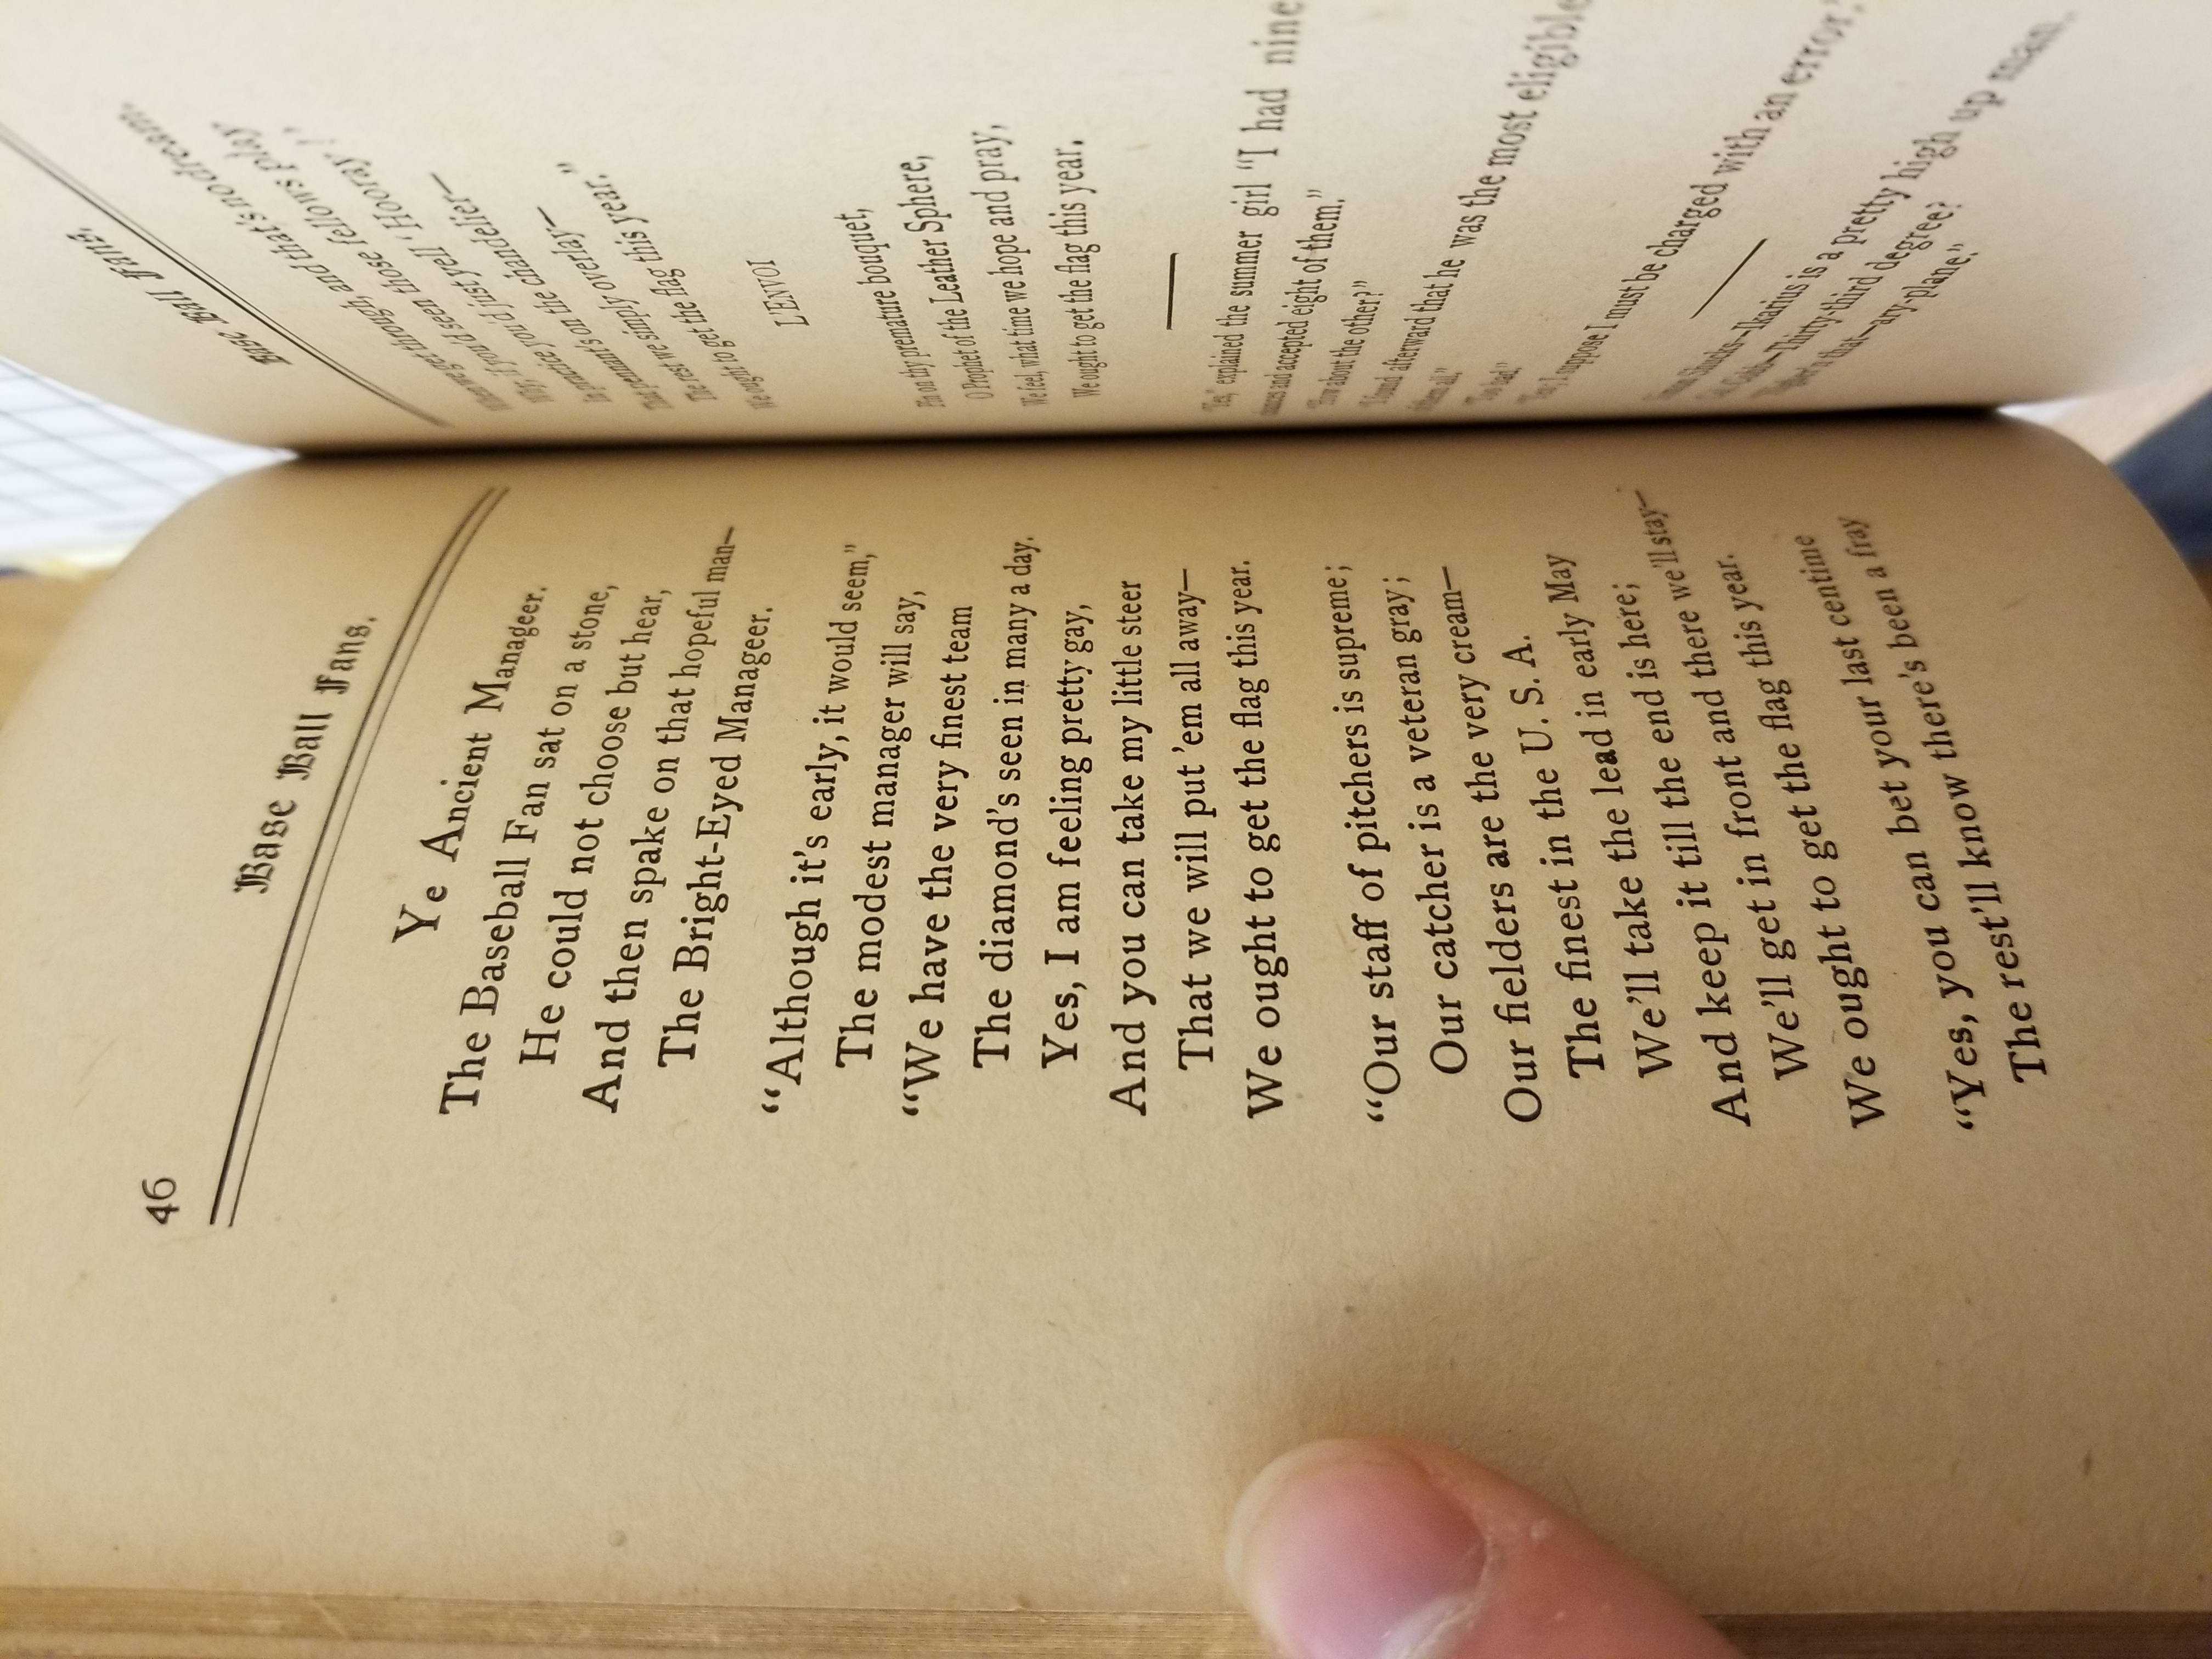 46
Base Ball Fans.
Ye Ancient Manageer.
The Baseball Fan sat on a stone,
He could not choose but hear,
And then spake on that hopeful man—
The Bright-Eyed Manageer.
“Although it's early, it would seem,”
The modest manager will say,
“We have the very finest team
The diamond's seen in many a day.
Yes, I am feeling pretty gay,
And you can take my little steer
That we will put 'em all away—
We ought to get the flag this year.
“Our staff of pitchers is supreme;
Our catcher is a veteran gray;
Our fielders are the very cream—
The finest in the U. S. A.
We'll take the lead in early May
And keep it till the end is here;
We'll get in front and there we'll stay—
We ought to get the flag this year.
“Yes, you can bet your last centime
The rest'll know there's been a fray
Base Ball Fans.
When we get through, and that's no dream.
Why, if you'd seen those fellows play
In practice you'd just yell ‘Hooray!’
That pennant's on the chandelier—
The rest we simply overlay—
We ought to get the flag this year.”
L'ENVOI
Pin on thy premature bouquet,
O Prophet of the Leather Sphere,
We feel, what time we hope and pray,
We ought to get the flag this year.
“Yes,” explained the summer girl “I had nine
and accepted eight of them.”
“How about the other?”
“I found afterward that he was the most eligible
of them all.”
“Too bad.”
“Yes; I suppose I must be charged with an error.”
Shucks—Ikarius is a pretty high up man.
Cobb—Thirty-third degree?
that—ary-plane.”